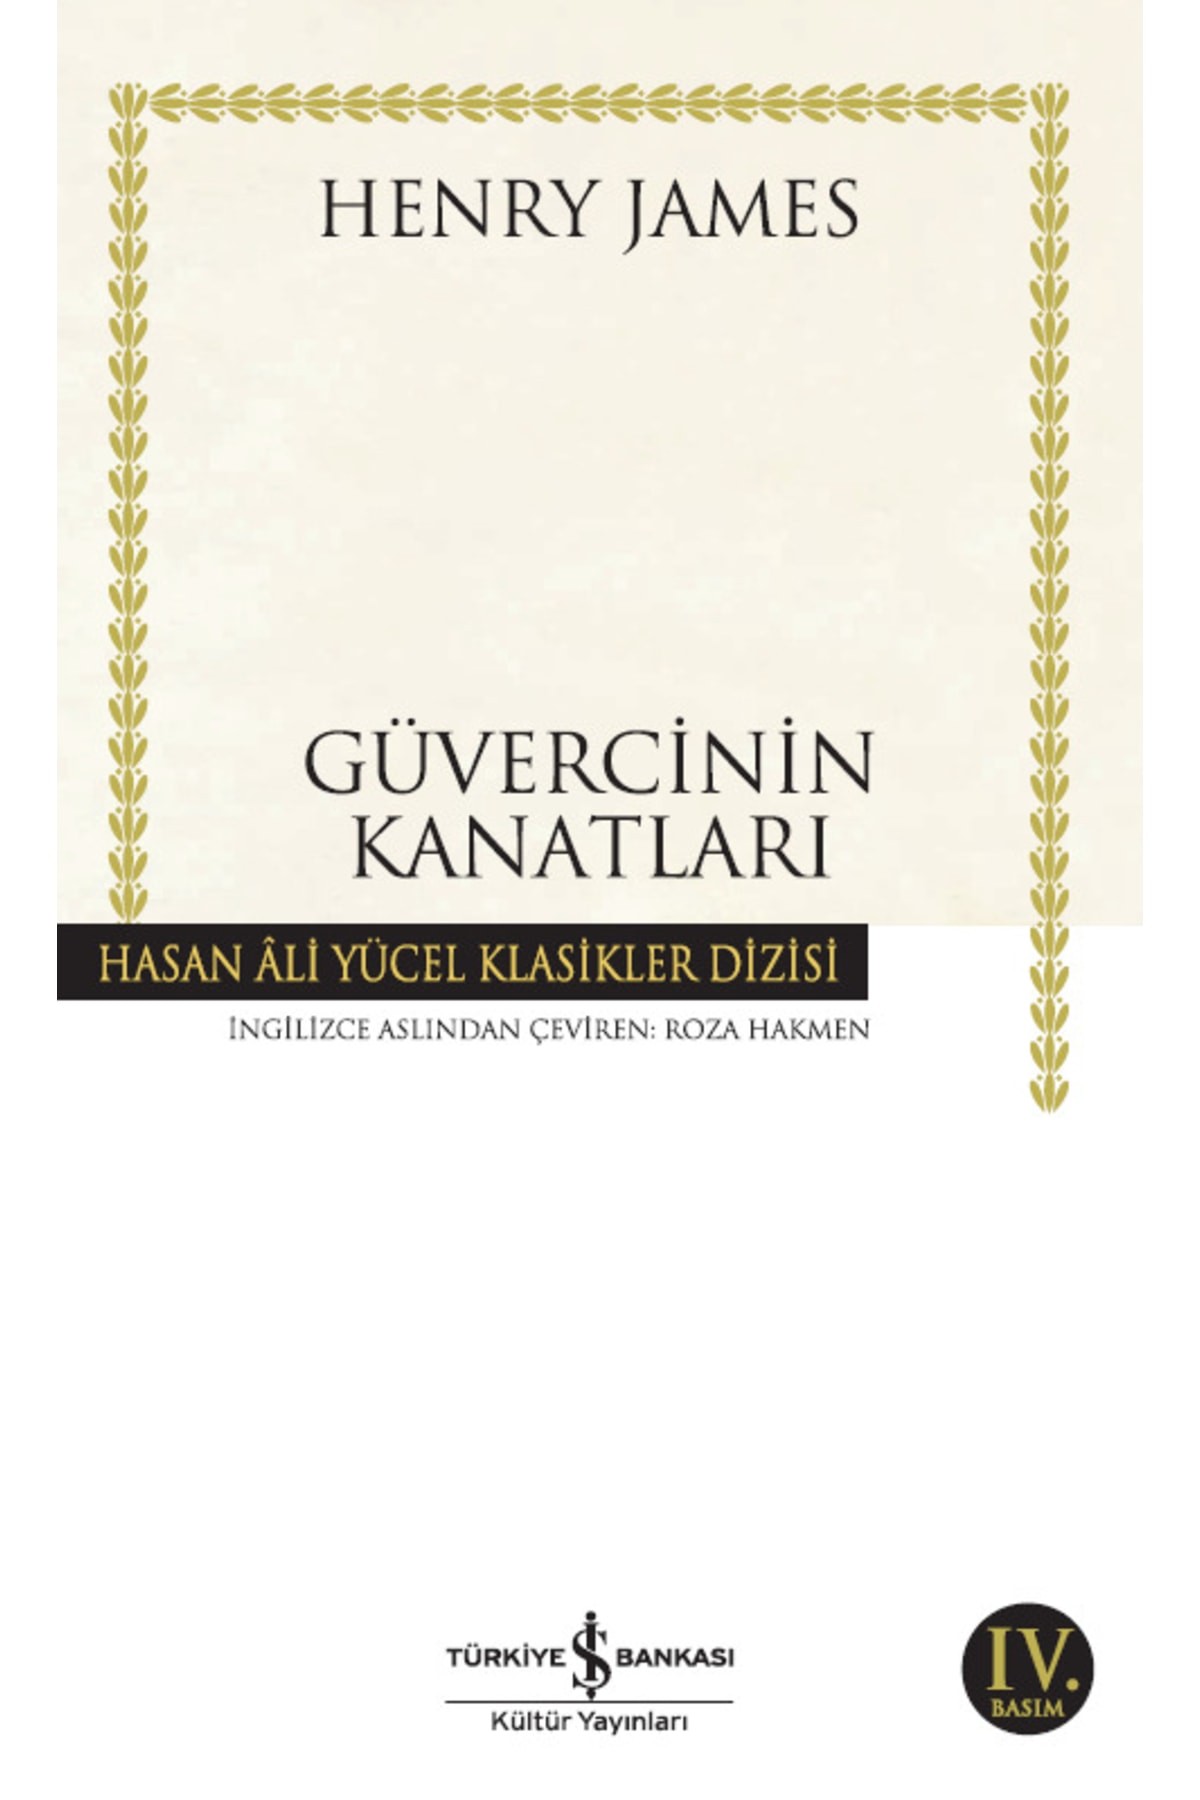 HENRY JAMES
GÜVERCİNİN
KANATLARI
HASAN ÂLİ YÜCEL KLASİKLER DİZİSİ
İNGİLİZCE ASLINDAN ÇEVİREN: ROZA HAKMEN
TÜRKİYE İŞ BANKASI
Kültür Yayınları
IV.
BASIM